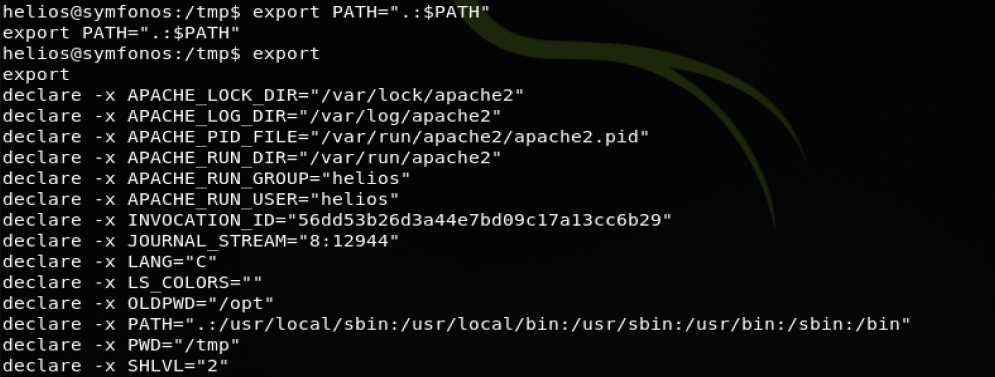 helios@symfonos:/tmp$ export PATH=".:$PATH"
export PATH=".:$PATH"
helios@symfonos:/tmp$ export
export
declare -x APACHE_LOCK_DIR="/var/lock/apache2"
declare -x APACHE_LOG_DIR="/var/log/apache2"
declare -x APACHE_PID_FILE="/var/run/apache2/apache2.pid"
declare -x APACHE_RUN_DIR="/var/run/apache2"
declare -x APACHE_RUN_GROUP="helios"
declare -x APACHE_RUN_USER="helios"
declare -x INVOCATION_ID="56dd53b26d3a44e7bd09c17a13cc6b29"
declare -x JOURNAL_STREAM="8:12944"
declare -x LANG="C"
declare -x LS_COLORS=""
declare -x OLDPWD="/opt"
declare -x PATH=".:/usr/local/sbin:/usr/local/bin:/usr/sbin:/usr/bin:/sbin:/bin"
declare -x PWD="/tmp"
declare -x SHLVL="2"